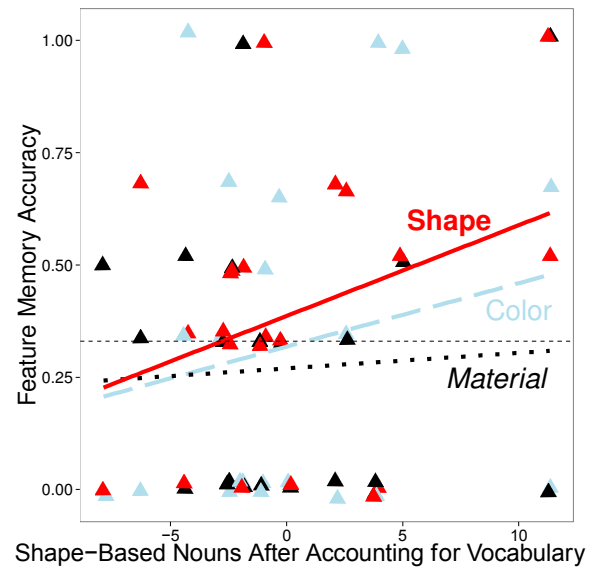 1.00
0.75
0.50
0.25
0.00
Feature Memory Accuracy
Shape
Color
Material
−5
0
5
10
Shape−Based Nouns After Accounting for Vocabulary